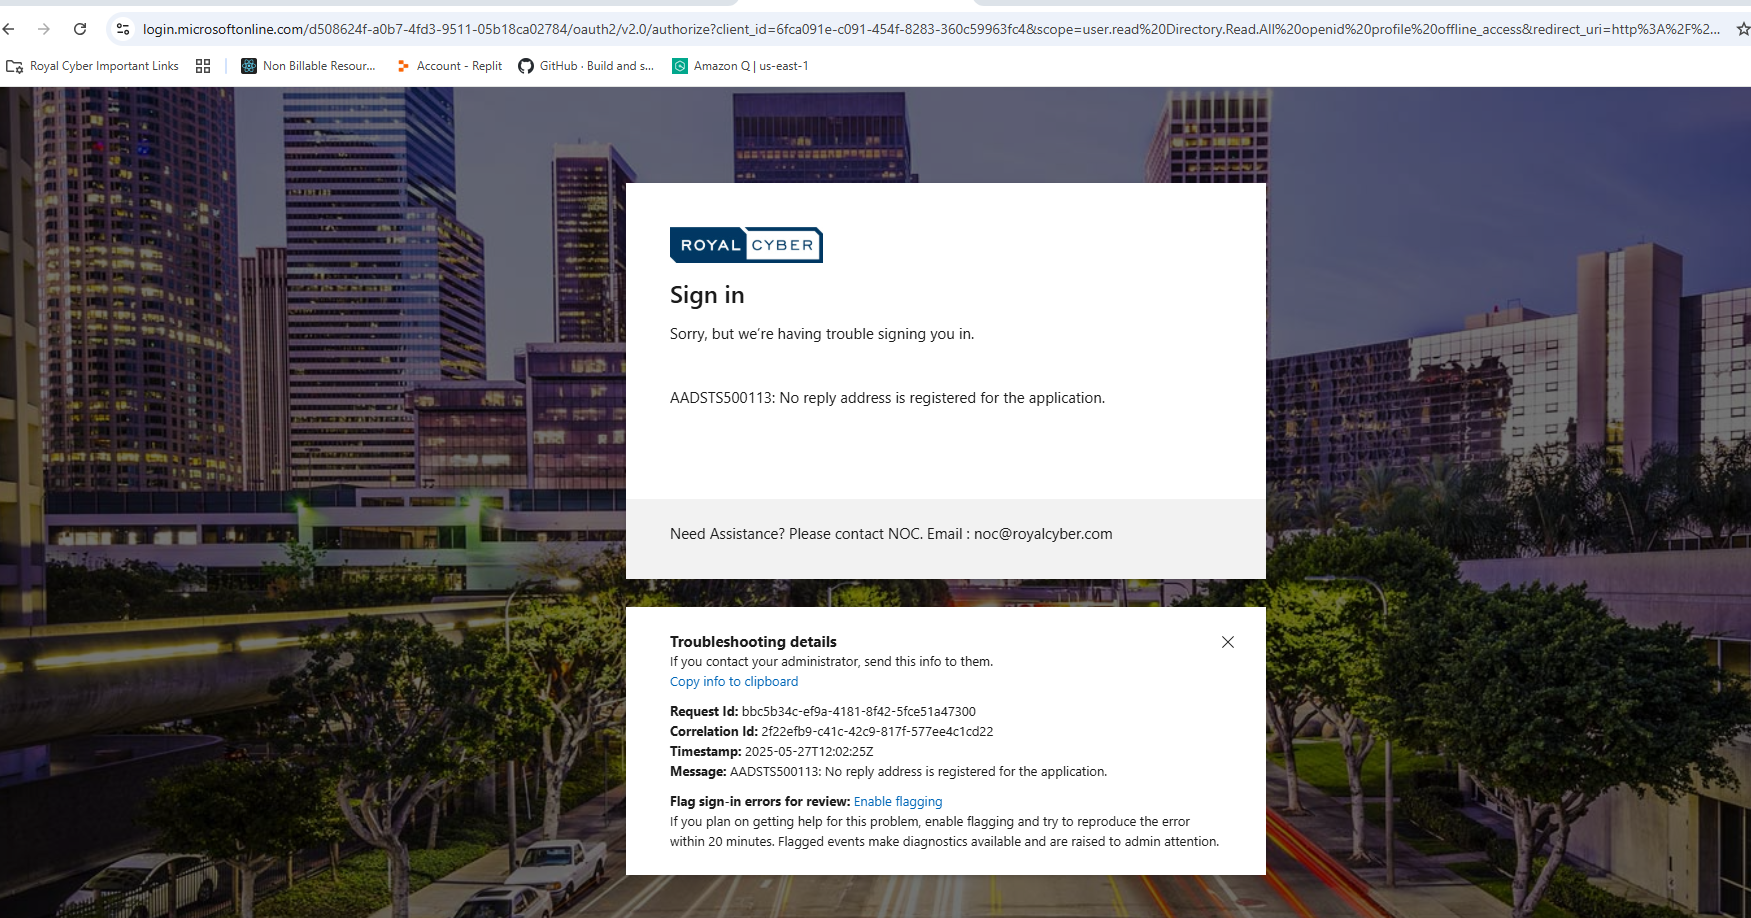 login.microsoftonline.com/d508624f-a0b7-4fd3-9511-05b18ca02784/oauth2/v2.0/authorize?client_id=6fca091e-c091-454f-8283-360c59963fc4&scope=user.read%20Directory.Read.All%20openid%20profile%20offline_access&redirect_uri=http%3A%2F%2...
Royal Cyber Important Links
Non Billable Resour...
Account - Replit
GitHub · Build and s...
Amazon Q | us-east-1
ROYAL CYBER
Sign in
Sorry, but we're having trouble signing you in.
AADSTS500113: No reply address is registered for the application.
Need Assistance? Please contact NOC. Email : noc@royalcyber.com
Troubleshooting details
If you contact your administrator, send this info to them.
Copy info to clipboard
Request Id: bbc5b34c-ef9a-4181-8f42-5fce51a47300
Correlation Id: 2f22efb9-c41c-42c9-817f-577ee4c1cd22
Timestamp: 2025-05-27T12:02:25Z
Message: AADSTS500113: No reply address is registered for the application.
Flag sign-in errors for review: Enable flagging
If you plan on getting help for this problem, enable flagging and try to reproduce the error
within 20 minutes. Flagged events make diagnostics available and are raised to admin attention.